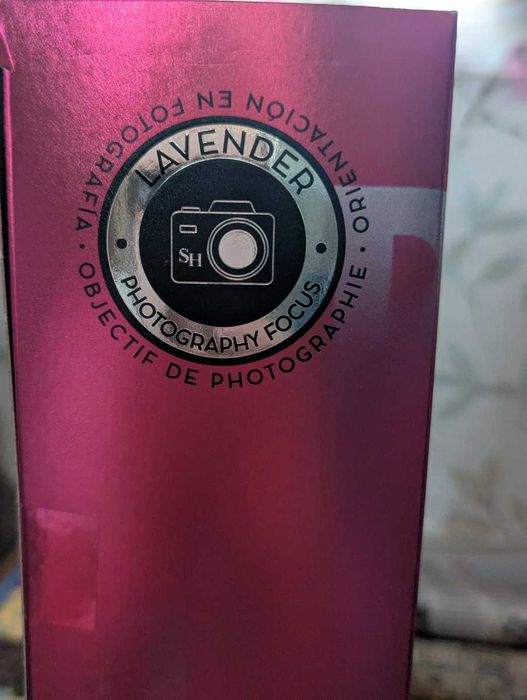 LAVENDER
PHOTOGRAPHY FOCUS
SH
ORIENTACIÓN EN FOTOGRAFÍA •
OBJECTIF DE PHOTOGRAPHIE •